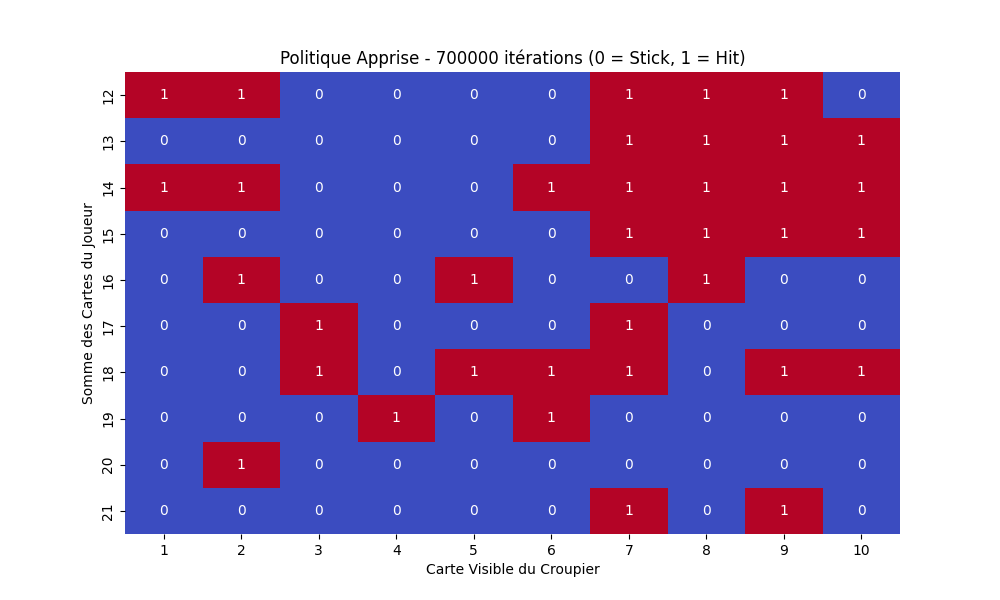 Politique Apprise - 700000 itérations (0 = Stick, 1 = Hit)
Somme des Cartes du Joueur
12 1 1 0 0 0 0 1 1 1 0
13 0 0 0 0 0 0 1 1 1 1
14 1 1 0 0 0 1 1 1 1 1
15 0 0 0 0 0 0 1 1 1 1
16 0 1 0 0 1 0 0 1 0 0
17 0 0 1 0 0 0 1 0 0 0
18 0 0 1 0 1 1 1 0 1 1
19 0 0 0 1 0 1 0 0 0 0
20 0 1 0 0 0 0 0 0 0 0
21 0 0 0 0 0 0 1 0 1 0
1 2 3 4 5 6 7 8 9 10
Carte Visible du Croupier